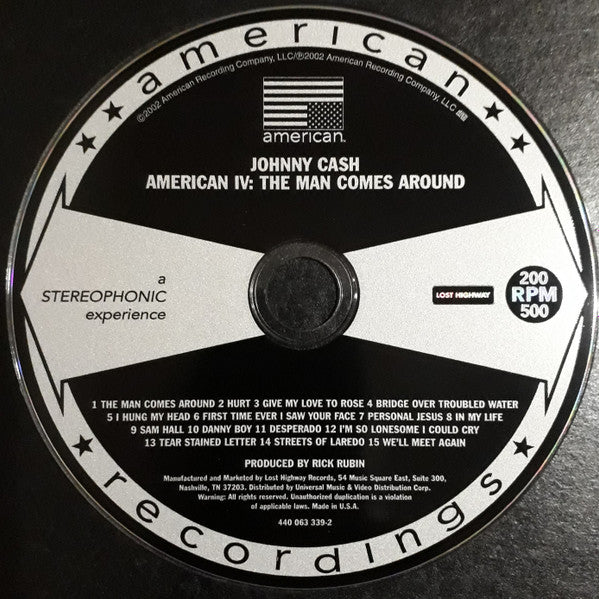 american
©2002 American Recording Company, LLC/℗2002 American Recording Company, LLC
american.
JOHNNY CASH
AMERICAN IV: THE MAN COMES AROUND
a
STEREOPHONIC
experience
LOST HIGHWAY
200
RPM
500
1 THE MAN COMES AROUND 2 HURT 3 GIVE MY LOVE TO ROSE 4 BRIDGE OVER TROUBLED WATER
5 I HUNG MY HEAD 6 FIRST TIME EVER I SAW YOUR FACE 7 PERSONAL JESUS 8 IN MY LIFE
9 SAM HALL 10 DANNY BOY 11 DESPERADO 12 I'M SO LONESOME I COULD CRY
13 TEAR STAINED LETTER 14 STREETS OF LAREDO 15 WE'LL MEET AGAIN
PRODUCED BY RICK RUBIN
Manufactured and Marketed by Lost Highway Records, 54 Music Square East, Suite 300,
Nashville, TN 37203. Distributed by Universal Music & Video Distribution Corp.
Warning: All rights reserved. Unauthorized duplication is a violation
of applicable laws. Made in U.S.A.
440 063 339-2
recordings